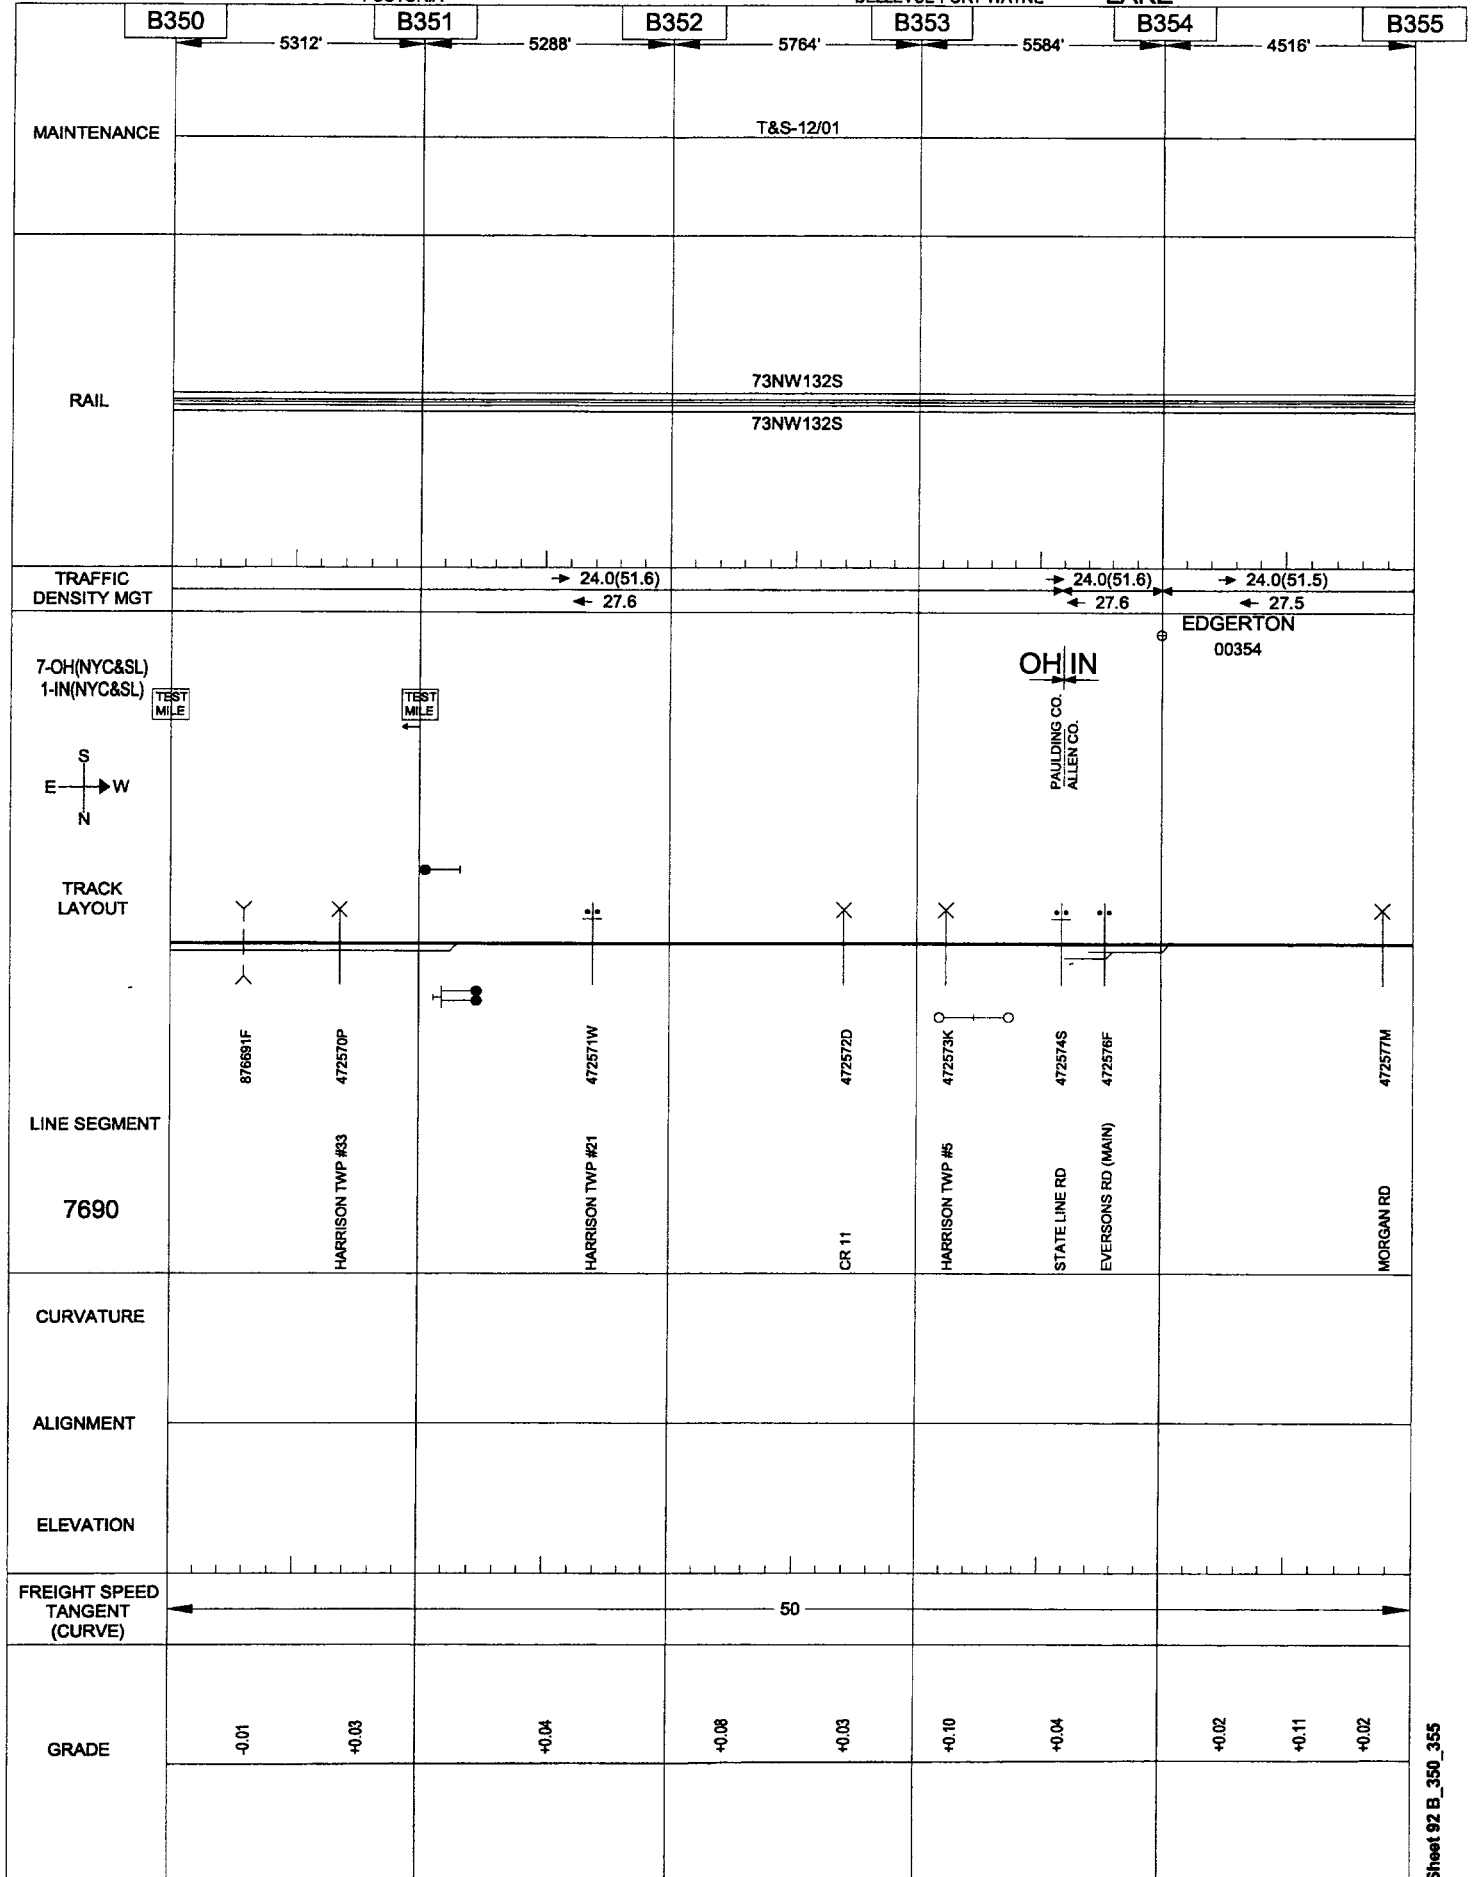 B350 B351 B352 B353 B354 B355
5312' 5288' 5764' 5584' 4516'
MAINTENANCE
T&S-12/01
73NW132S
RAIL
73NW132S
TRAFFIC
DENSITY MGT
24.0(51.6) 24.0(51.6) 24.0(51.5)
27.6 27.6 27.5
EDGERTON
00354
7-OH(NYC&SL)
1-IN(NYC&SL)
TEST
MILE
TEST
MILE
OH IN
PAULDING CO.
ALLEN CO.
S
E W
N
TRACK
LAYOUT
876691F
472570P
472571W
472572D
472573K
472574S
472576F
472577M
LINE SEGMENT
7690
HARRISON TWP #33
HARRISON TWP #21
CR 11
HARRISON TWP #5
STATE LINE RD
EVERSONS RD (MAIN)
MORGAN RD
CURVATURE
ALIGNMENT
ELEVATION
FREIGHT SPEED
TANGENT
(CURVE)
50
GRADE
-0.01
+0.03
+0.04
+0.08
+0.03
+0.10
+0.04
+0.02
+0.11
+0.02
Sheet 92 B_350_355